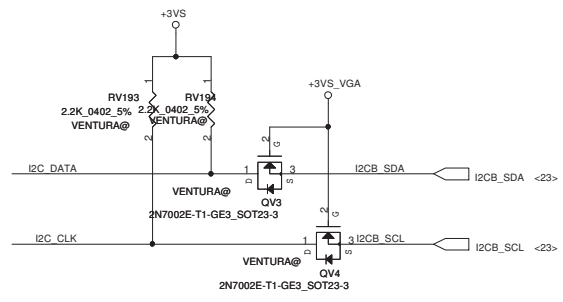 +3VS
1
1
RV193
RV194
2.2K_0402_5%
2.2K_0402_5%
VENTURA@
VENTURA@
2
2
+3VS_VGA
2
G
I2C_DATA
1
3
I2CB_SDA
I2CB_SDA <23>
D
S
VENTURA@
QV3
2N7002E-T1-GE3_SOT23-3
2
G
I2C_CLK
1
3
I2CB_SCL
I2CB_SCL <23>
D
S
VENTURA@
QV4
2N7002E-T1-GE3_SOT23-3